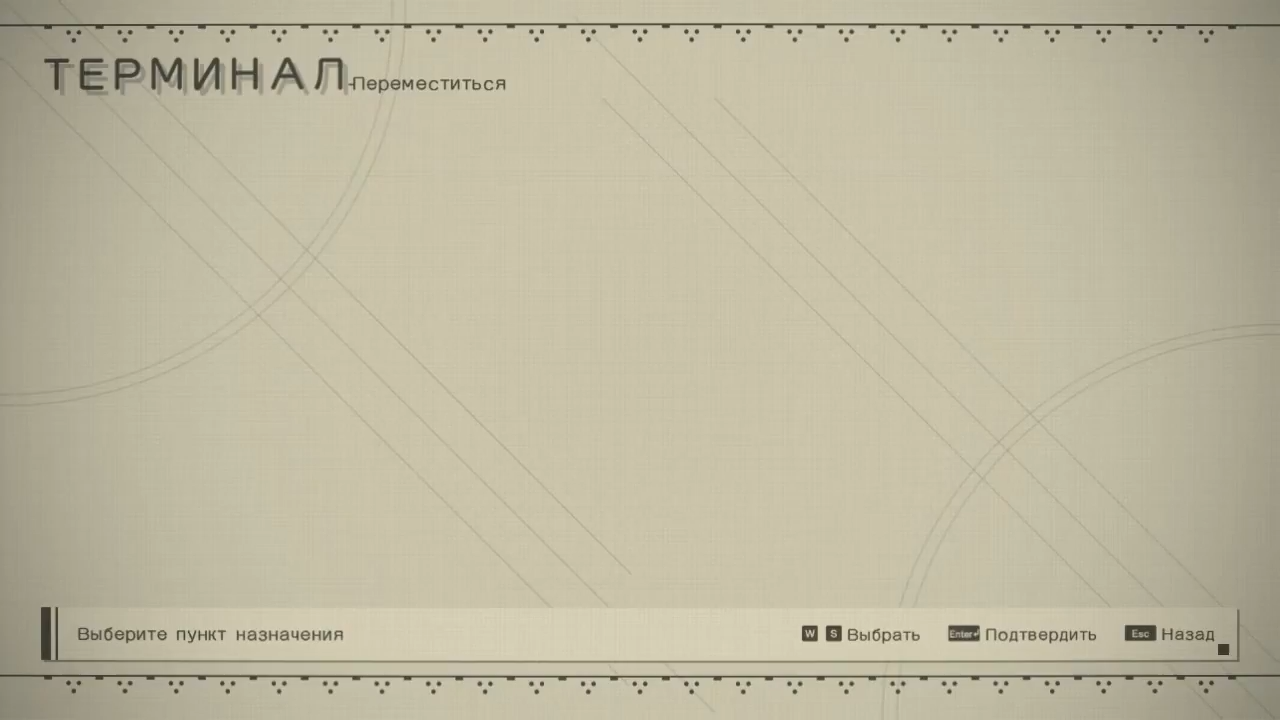 ТЕРМИНАЛ-Переместиться
Выберите пункт назначения W S Выбрать Enter↵ Подтвердить Esc Назад